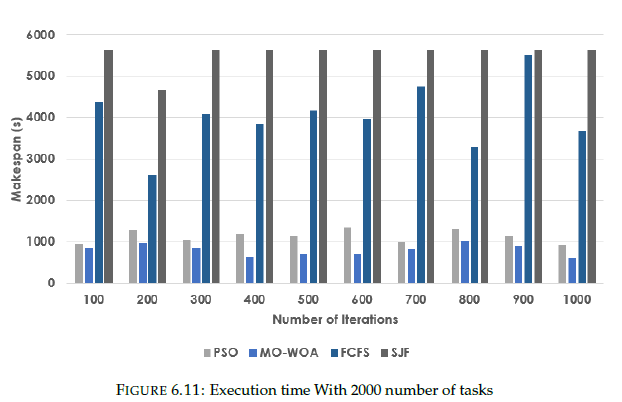 6000
5000
4000
3000
2000
1000
0
Makespan (s)
100 200 300 400 500 600 700 800 900 1000
Number of Iterations
PSO MO-WOA FCFS SJF
FIGURE 6.11: Execution time With 2000 number of tasks